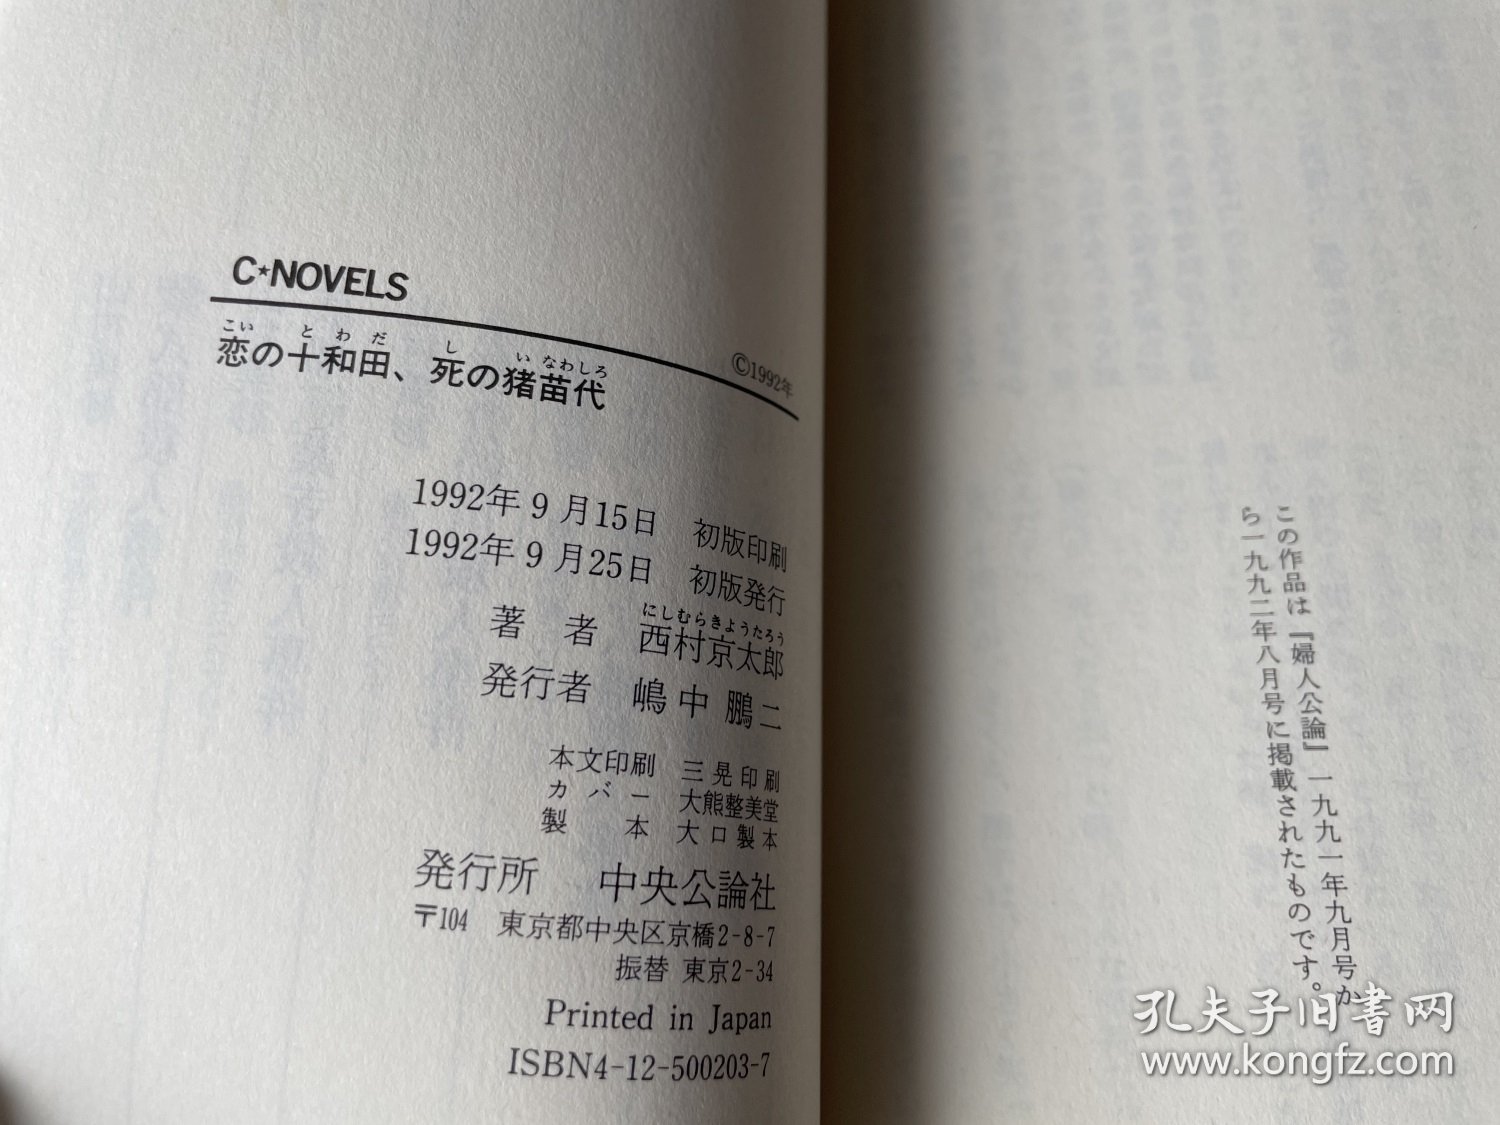 C★NOVELS
©1992年
こい とわだ し いなわしろ
恋の十和田、死の猪苗代
1992年9月15日 初版印刷
1992年9月25日 初版発行
にしむらきょうたろう
著者 西村京太郎
発行者 嶋中鵬二
本文印刷 三晃印刷
カバー 大熊整美堂
製本 大口製本
発行所 中央公論社
〒104 東京都中央区京橋2-8-7
振替 東京2-34
Printed in Japan
ISBN4-12-500203-7
この作品は『婦人公論』一九九一年九月号か
ら一九九二年八月号に掲載されたものです。
孔夫子旧书网
www.kongfz.com